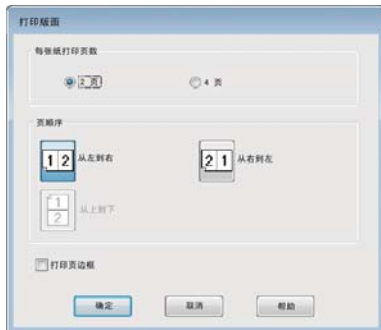 打印版面
每张纸打印页数
2 页 4 页
页顺序
1 2 从左到右 2 1 从右到左
1
2 从上到下
打印页边框
确定 取消 帮助